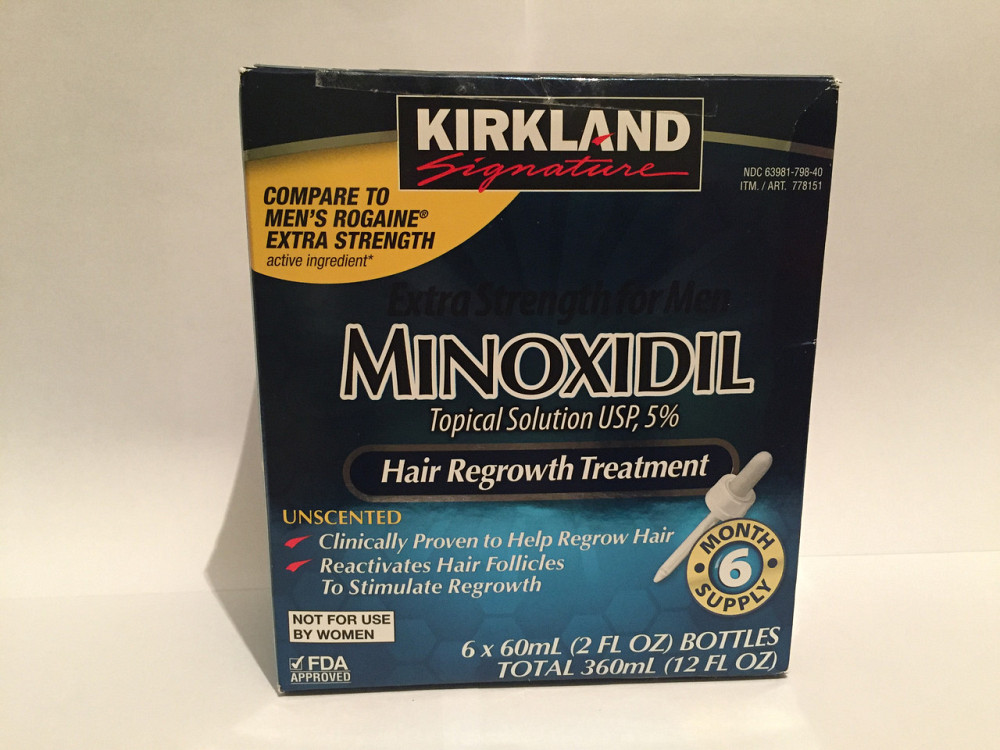 KIRKLAND
Signature
NDC 63981-798-40
ITM. / ART. 778151
COMPARE TO
MEN'S ROGAINE®
EXTRA STRENGTH
active ingredient*
Extra Strength for Men
MINOXIDIL
Topical Solution USP, 5%
Hair Regrowth Treatment
UNSCENTED
Clinically Proven to Help Regrow Hair
Reactivates Hair Follicles
To Stimulate Regrowth
MONTH
6
SUPPLY
NOT FOR USE
BY WOMEN
6 x 60mL (2 FL OZ) BOTTLES
TOTAL 360mL (12 FL OZ)
FDA
APPROVED